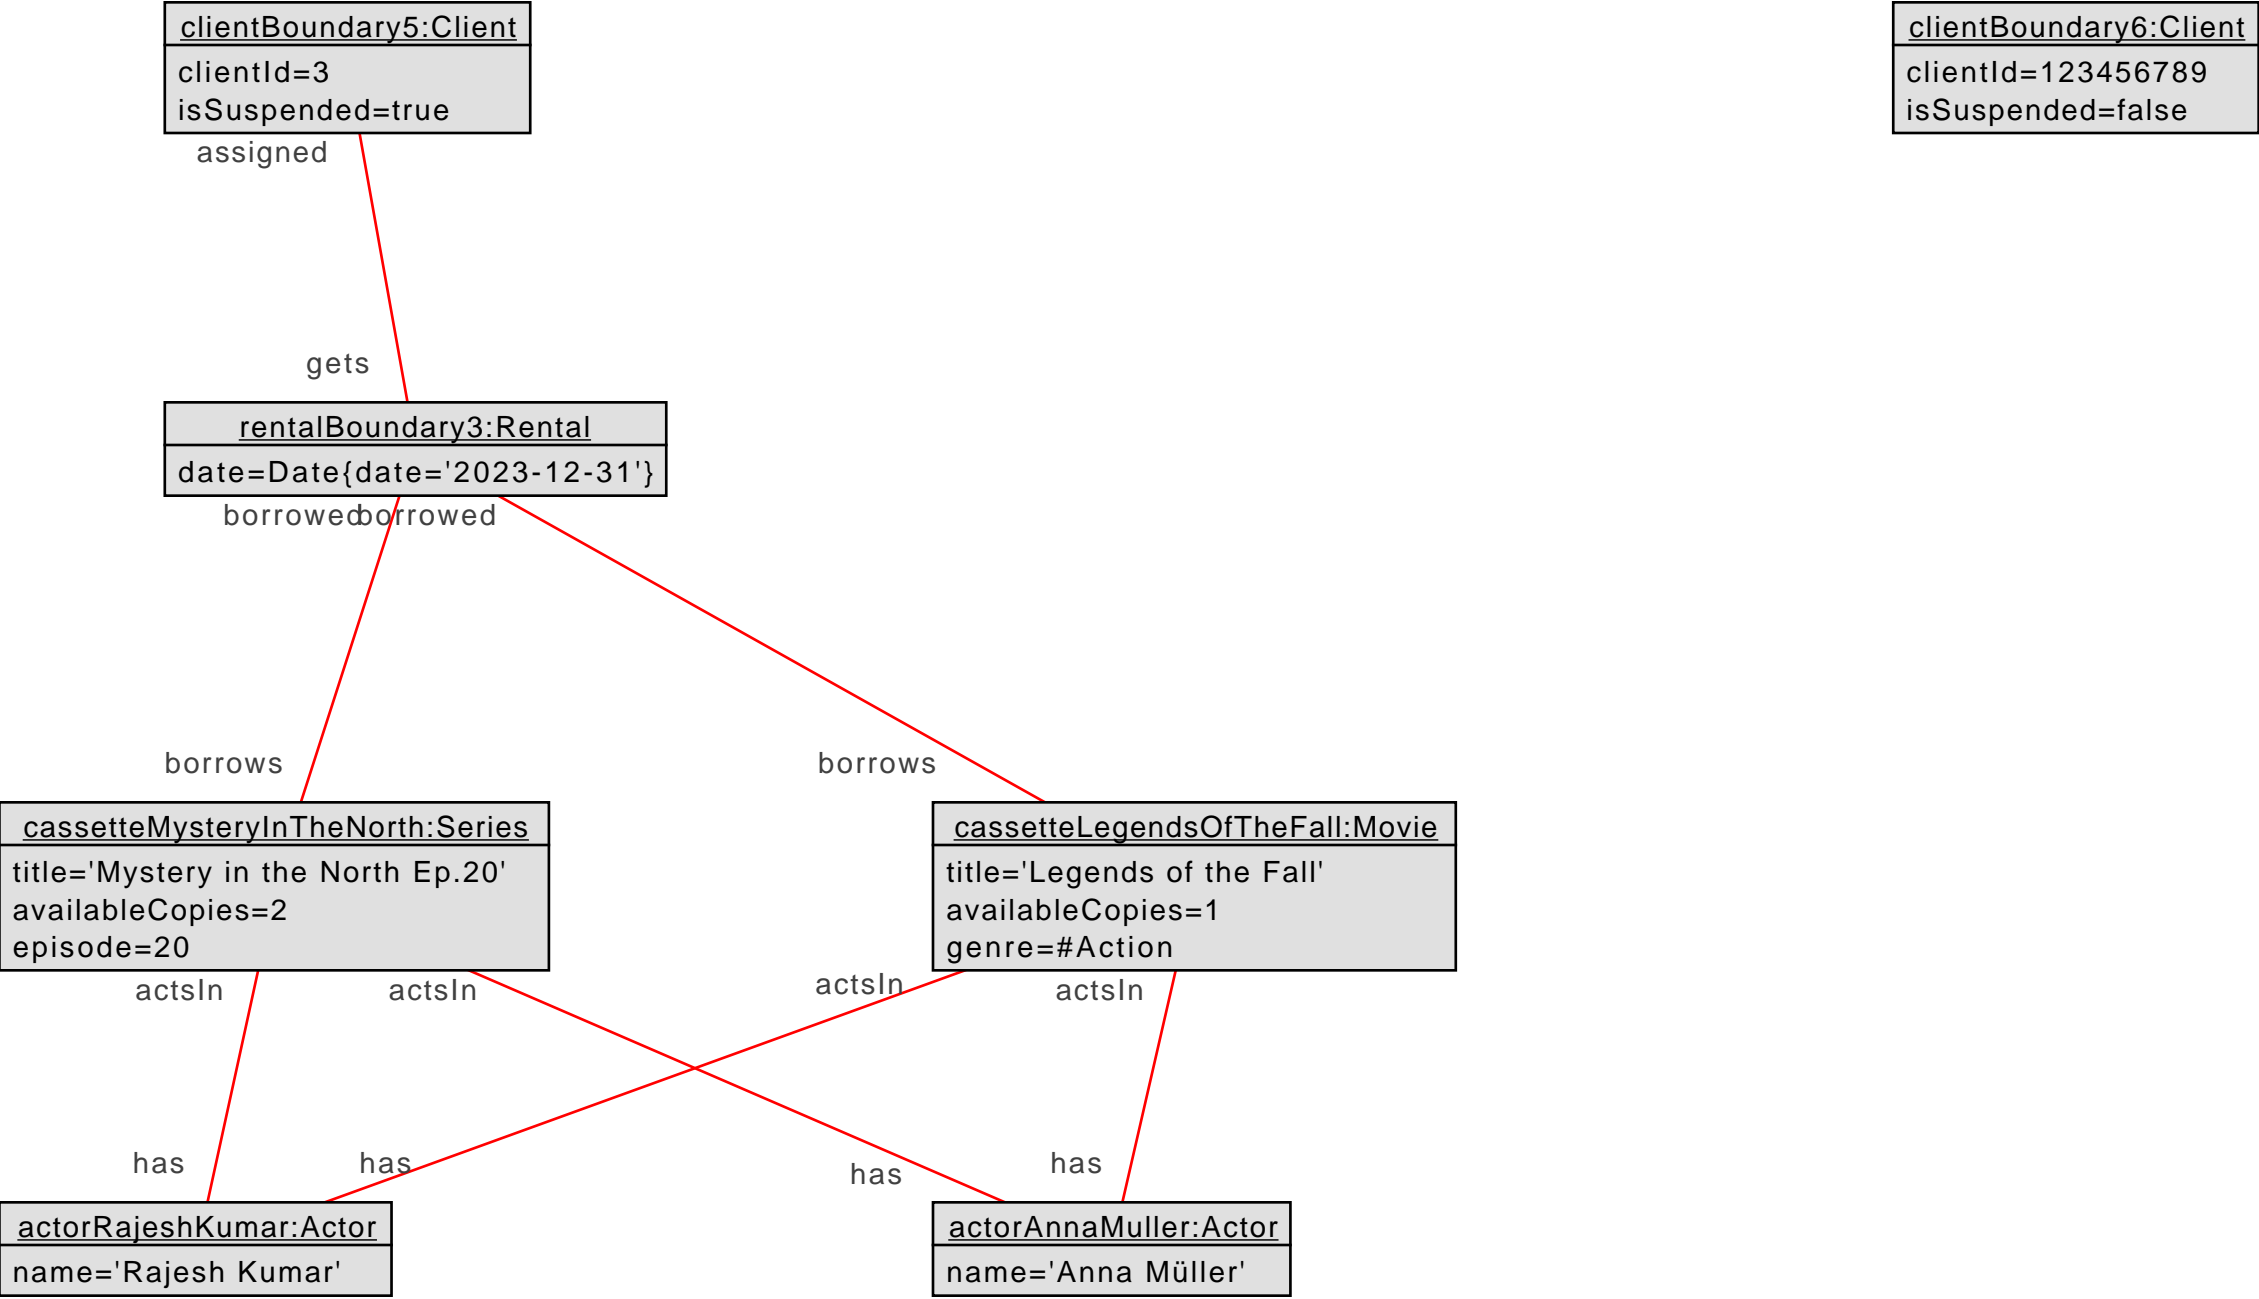 clientBoundary5:Client
clientId=3
isSuspended=true
clientBoundary6:Client
clientId=123456789
isSuspended=false
assigned
gets
rentalBoundary3:Rental
date=Date{date='2023-12-31'}
borrowed
borrowed
borrows
borrows
cassetteMysteryInTheNorth:Series
title='Mystery in the North Ep.20'
availableCopies=2
episode=20
cassetteLegendsOfTheFall:Movie
title='Legends of the Fall'
availableCopies=1
genre=#Action
actsIn
actsIn
actsIn
actsIn
has
has
has
has
actorRajeshKumar:Actor
name='Rajesh Kumar'
actorAnnaMuller:Actor
name='Anna Müller'